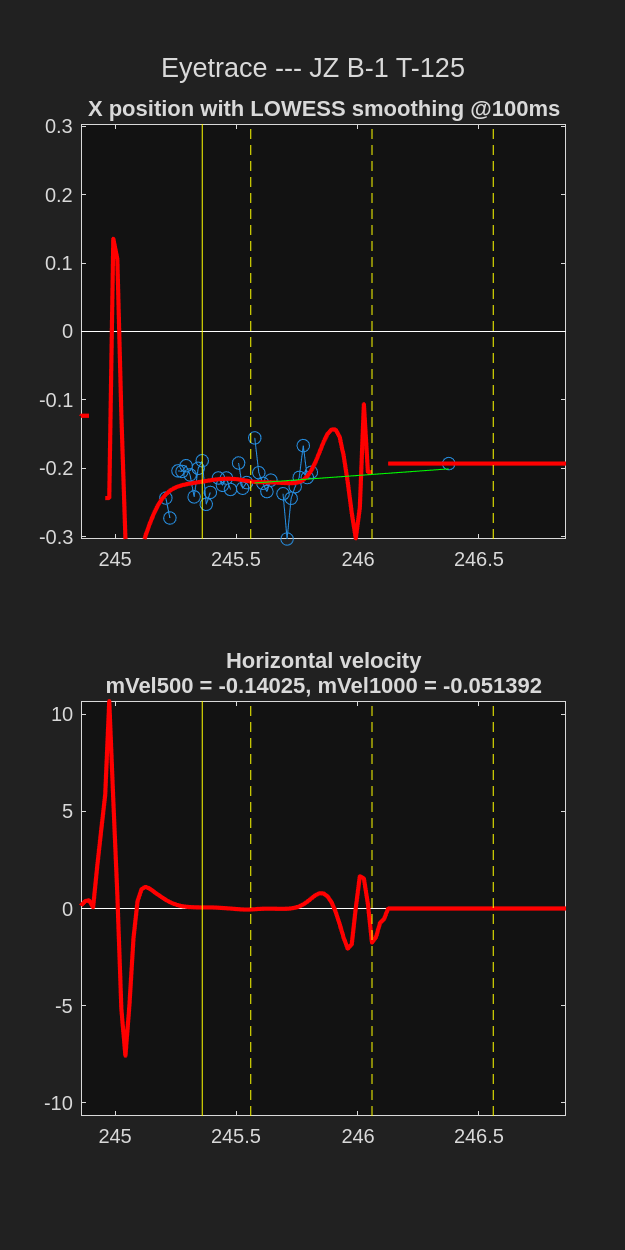 Eyetrace --- JZ B-1 T-125
X position with LOWESS smoothing @100ms
0.3
0.2
0.1
0
-0.1
-0.2
-0.3
245 245.5 246 246.5
Horizontal velocity
mVel500 = -0.14025, mVel1000 = -0.051392
10
5
0
-5
-10
245 245.5 246 246.5